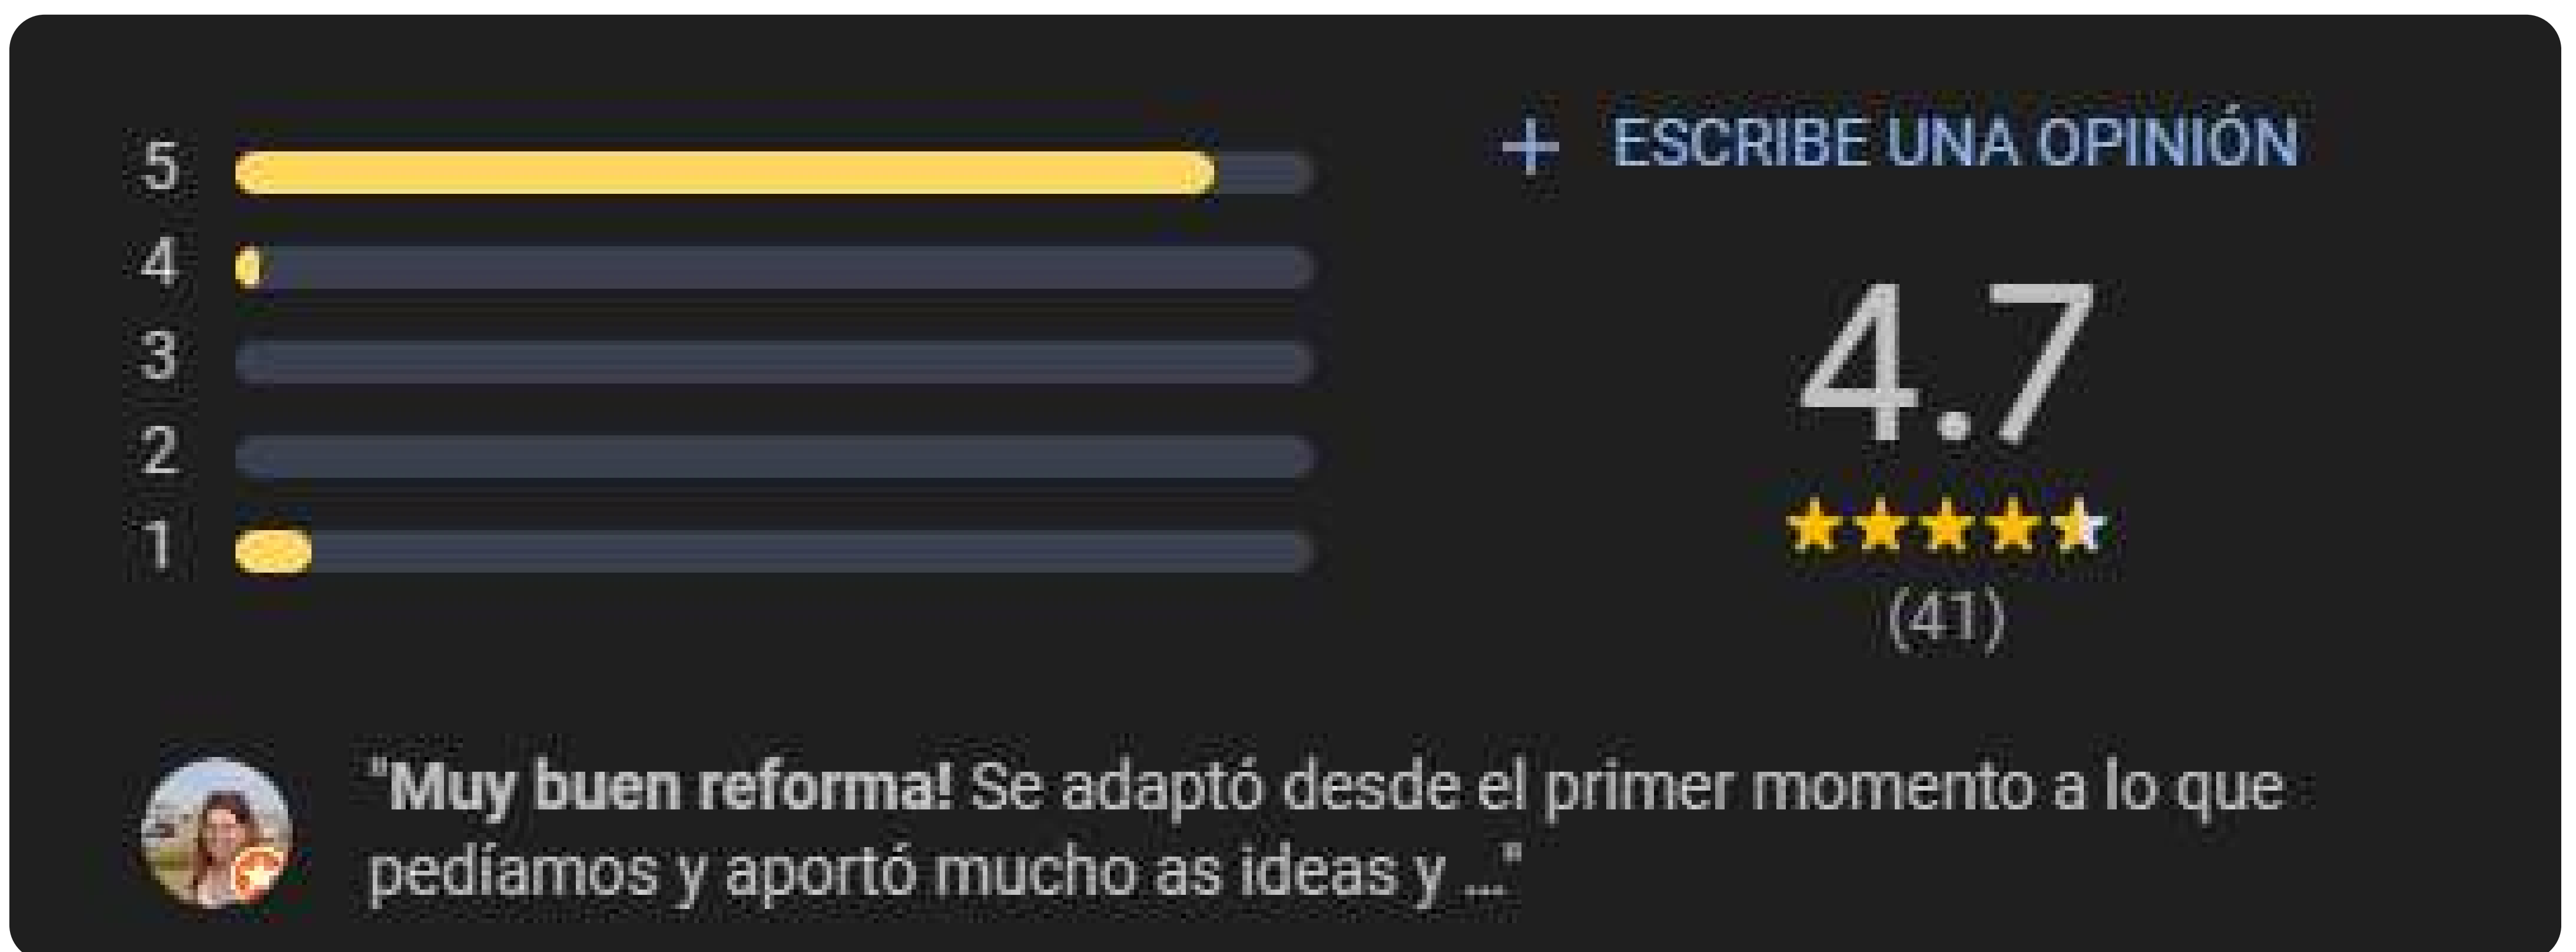 5
4
3
2
1
+ ESCRIBE UNA OPINIÓN
4.7
(41)
"Muy buen reforma! Se adaptó desde el primer momento a lo que
pedíamos y aportó mucho as ideas y ..."